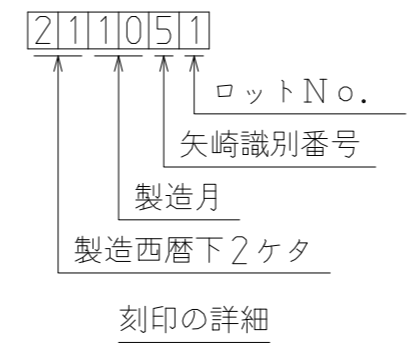 211051
ロットNo.
矢崎識別番号
製造月
製造西暦下2ケタ
刻印の詳細